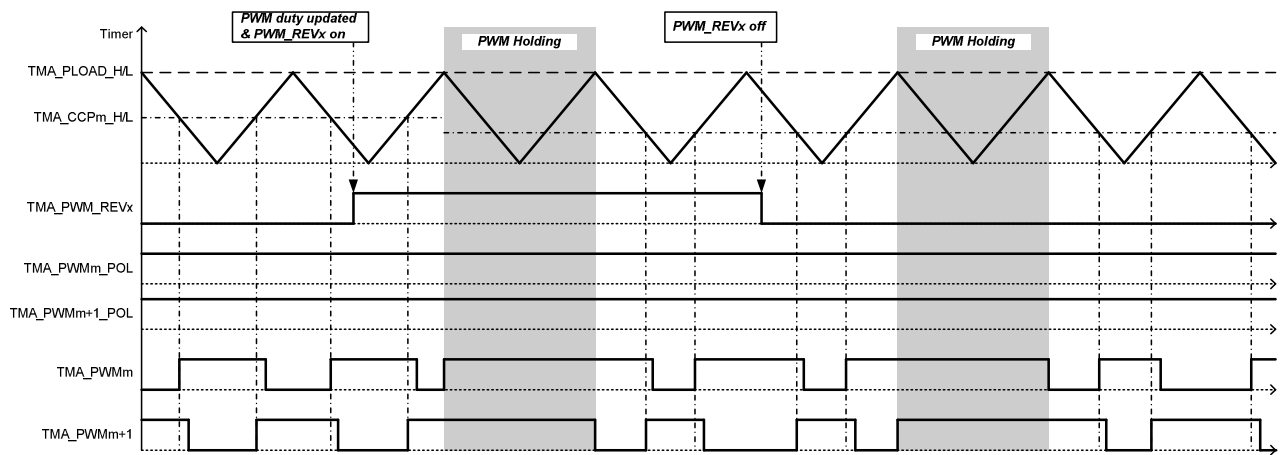 PWM duty updated
& PWM_REVx on
PWM_REVx off
Timer
PWM Holding
PWM Holding
TMA_PLOAD_H/L
TMA_CCPm_H/L
TMA_PWM_REVx
TMA_PWMm_POL
TMA_PWMm+1_POL
TMA_PWMm
TMA_PWMm+1